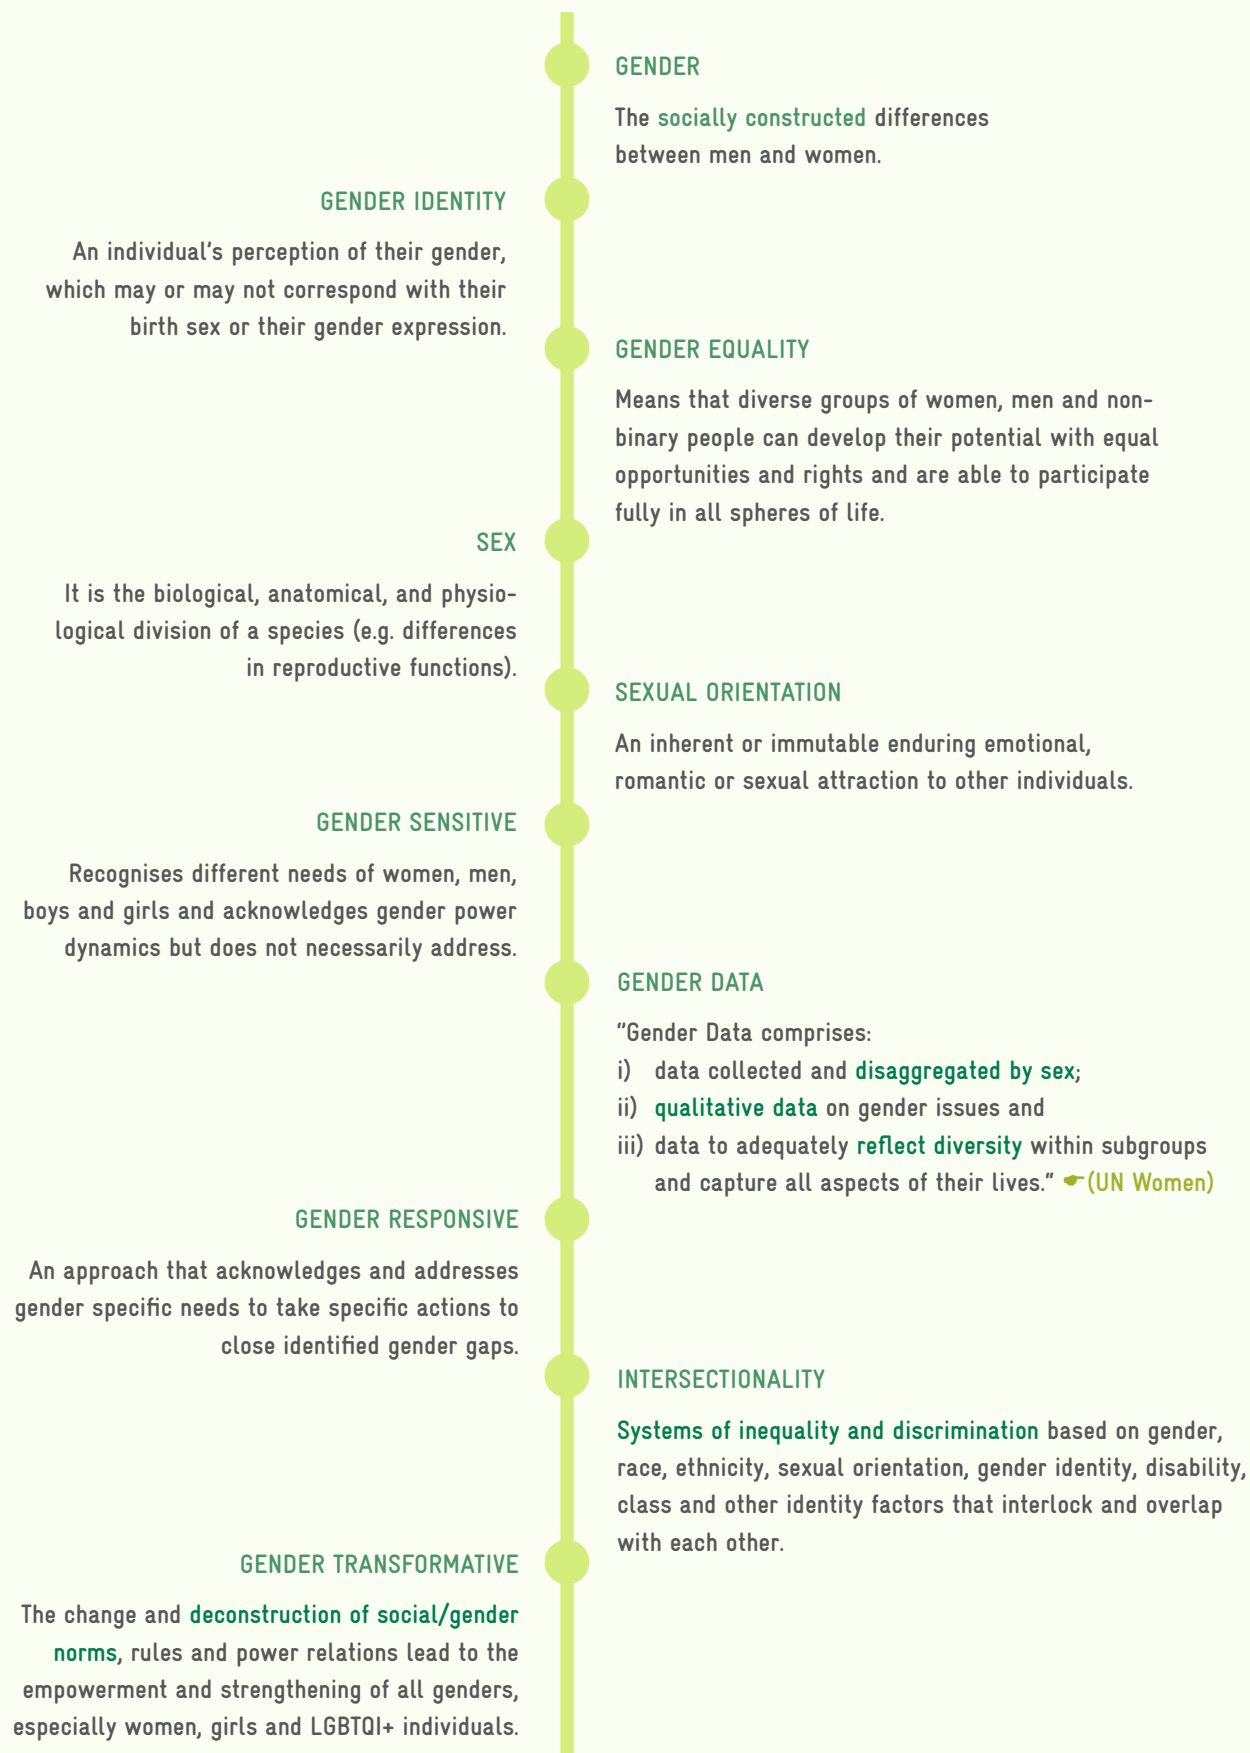 GENDER
The socially constructed differences
between men and women.
GENDER IDENTITY
An individual's perception of their gender,
which may or may not correspond with their
birth sex or their gender expression.
GENDER EQUALITY
Means that diverse groups of women, men and non-
binary people can develop their potential with equal
opportunities and rights and are able to participate
fully in all spheres of life.
SEX
It is the biological, anatomical, and physio-
logical division of a species (e.g. differences
in reproductive functions).
SEXUAL ORIENTATION
An inherent or immutable enduring emotional,
romantic or sexual attraction to other individuals.
GENDER SENSITIVE
Recognises different needs of women, men,
boys and girls and acknowledges gender power
dynamics but does not necessarily address.
GENDER DATA
"Gender Data comprises:
i) data collected and disaggregated by sex;
ii) qualitative data on gender issues and
iii) data to adequately reflect diversity within subgroups
and capture all aspects of their lives." ☛(UN Women)
GENDER RESPONSIVE
An approach that acknowledges and addresses
gender specific needs to take specific actions to
close identified gender gaps.
INTERSECTIONALITY
Systems of inequality and discrimination based on gender,
race, ethnicity, sexual orientation, gender identity, disability,
class and other identity factors that interlock and overlap
with each other.
GENDER TRANSFORMATIVE
The change and deconstruction of social/gender
norms, rules and power relations lead to the
empowerment and strengthening of all genders,
especially women, girls and LGBTQI+ individuals.